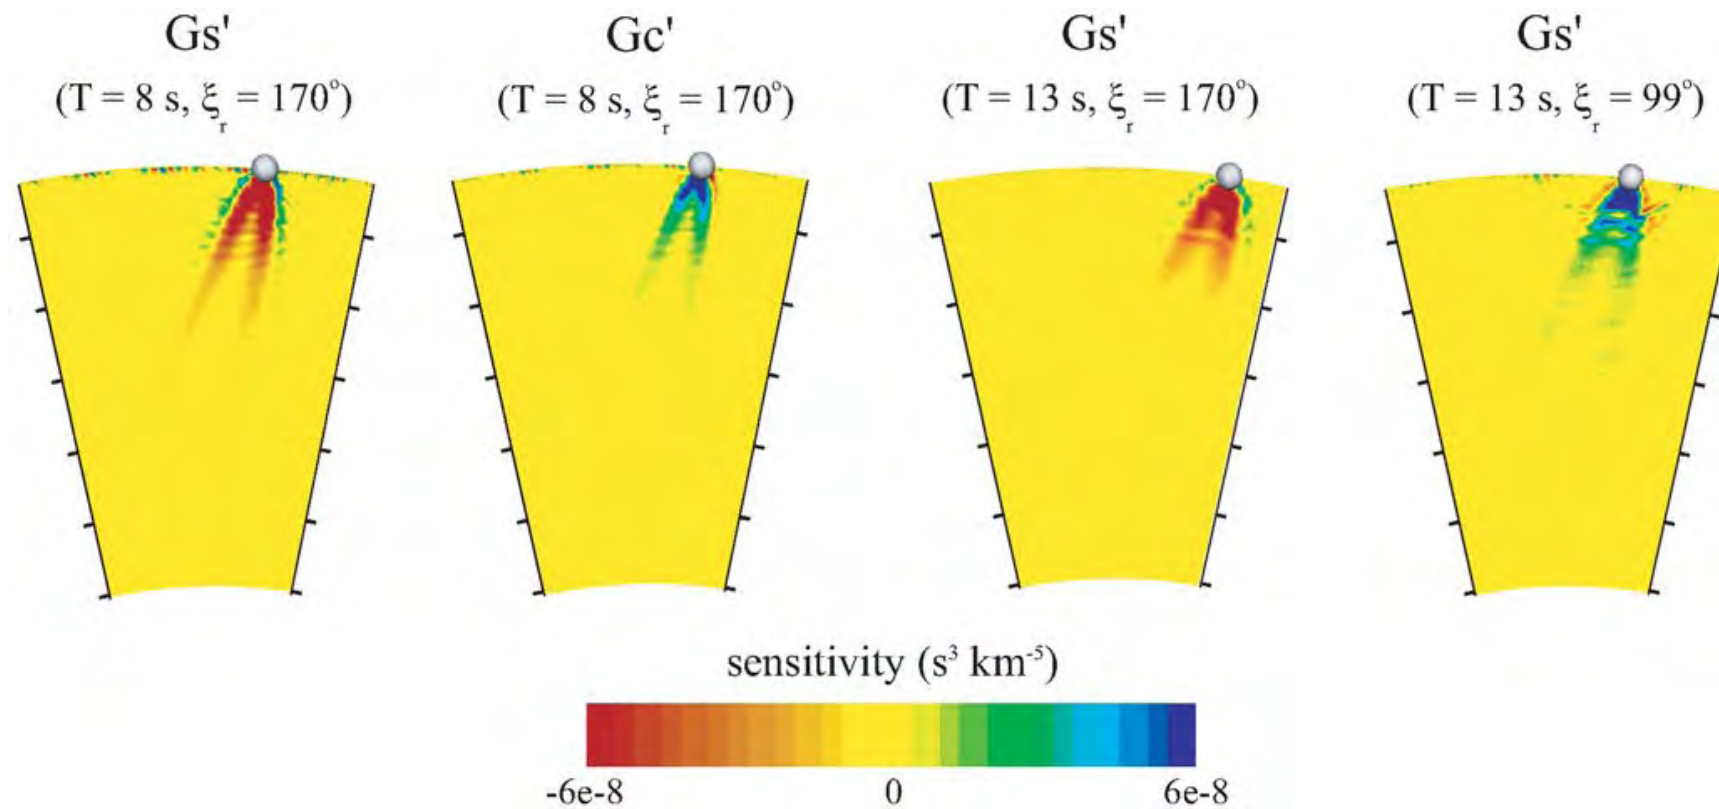 Gs'
(T = 8 s, ξr = 170°)
Gc'
(T = 8 s, ξr = 170°)
Gs'
(T = 13 s, ξr = 170°)
Gs'
(T = 13 s, ξr = 99°)
sensitivity (s³ km⁻⁵)
-6e-8 0 6e-8